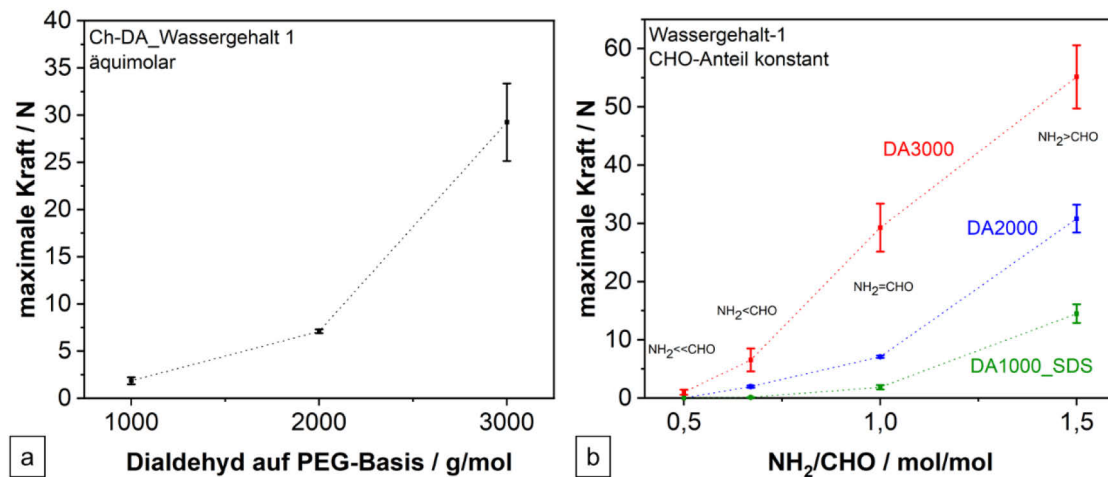 Ch-DA_Wassergehalt 1
äquimolar
maximale Kraft / N
40
35
30
25
20
15
10
5
0
1000
2000
3000
Dialdehyd auf PEG-Basis / g/mol
a
Wassergehalt-1
CHO-Anteil konstant
maximale Kraft / N
60
50
40
30
20
10
0
DA3000
NH₂>CHO
DA2000
NH₂=CHO
NH₂<CHO
NH₂<<CHO
DA1000_SDS
0,5
1,0
1,5
NH₂/CHO / mol/mol
b